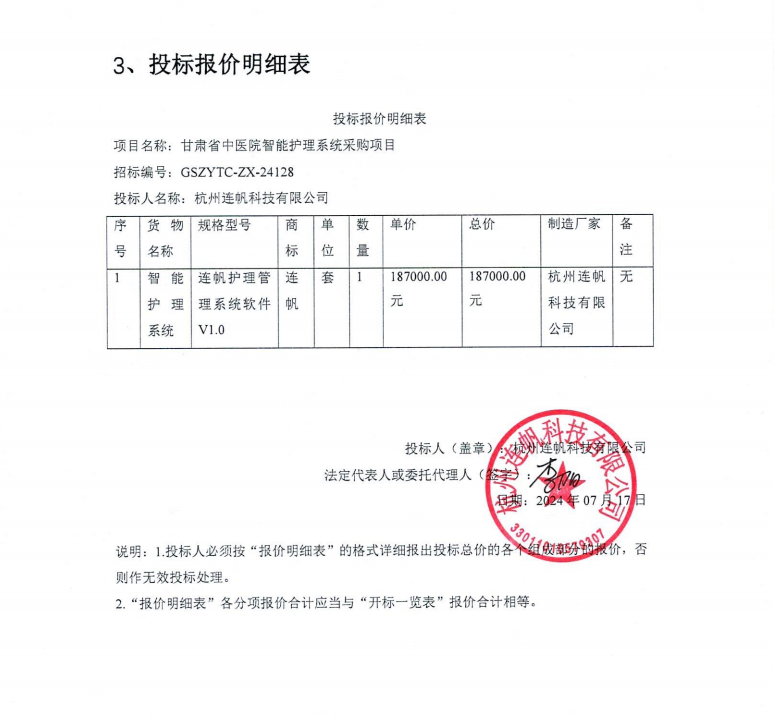 3、投标报价明细表
投标报价明细表
项目名称：甘肃省中医院智能护理系统采购项目
招标编号：GSZYTC-ZX-24128
投标人名称：杭州连帆科技有限公司
序号 货物名称 规格型号 商标 单位 数量 单价 总价 制造厂家 备注
1 智能护理系统 连帆护理管理系统软件V1.0 连帆 套 1 187000.00元 187000.00元 杭州连帆科技有限公司 无
投标人（盖章）：杭州连帆科技有限公司
法定代表人或委托代理人（签字）：
日期：2024年07月17日
杭州连帆科技有限公司
说明：1.投标人必须按“报价明细表”的格式详细报出投标总价的各个组成部分的报价，否
则作无效投标处理。
2.“报价明细表”各分项报价合计应当与“开标一览表”报价合计相等。